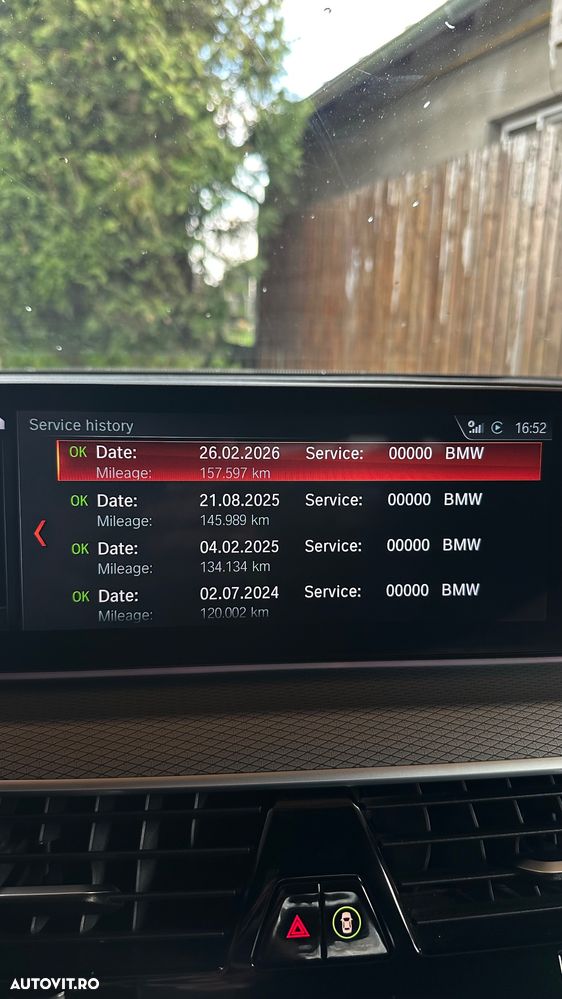 Service history 16:52
OK Date: 26.02.2026 Service: 00000 BMW
Mileage: 157.597 km
OK Date: 21.08.2025 Service: 00000 BMW
Mileage: 145.989 km
OK Date: 04.02.2025 Service: 00000 BMW
Mileage: 134.134 km
OK Date: 02.07.2024 Service: 00000 BMW
Mileage: 120.002 km
AUTOVIT.RO